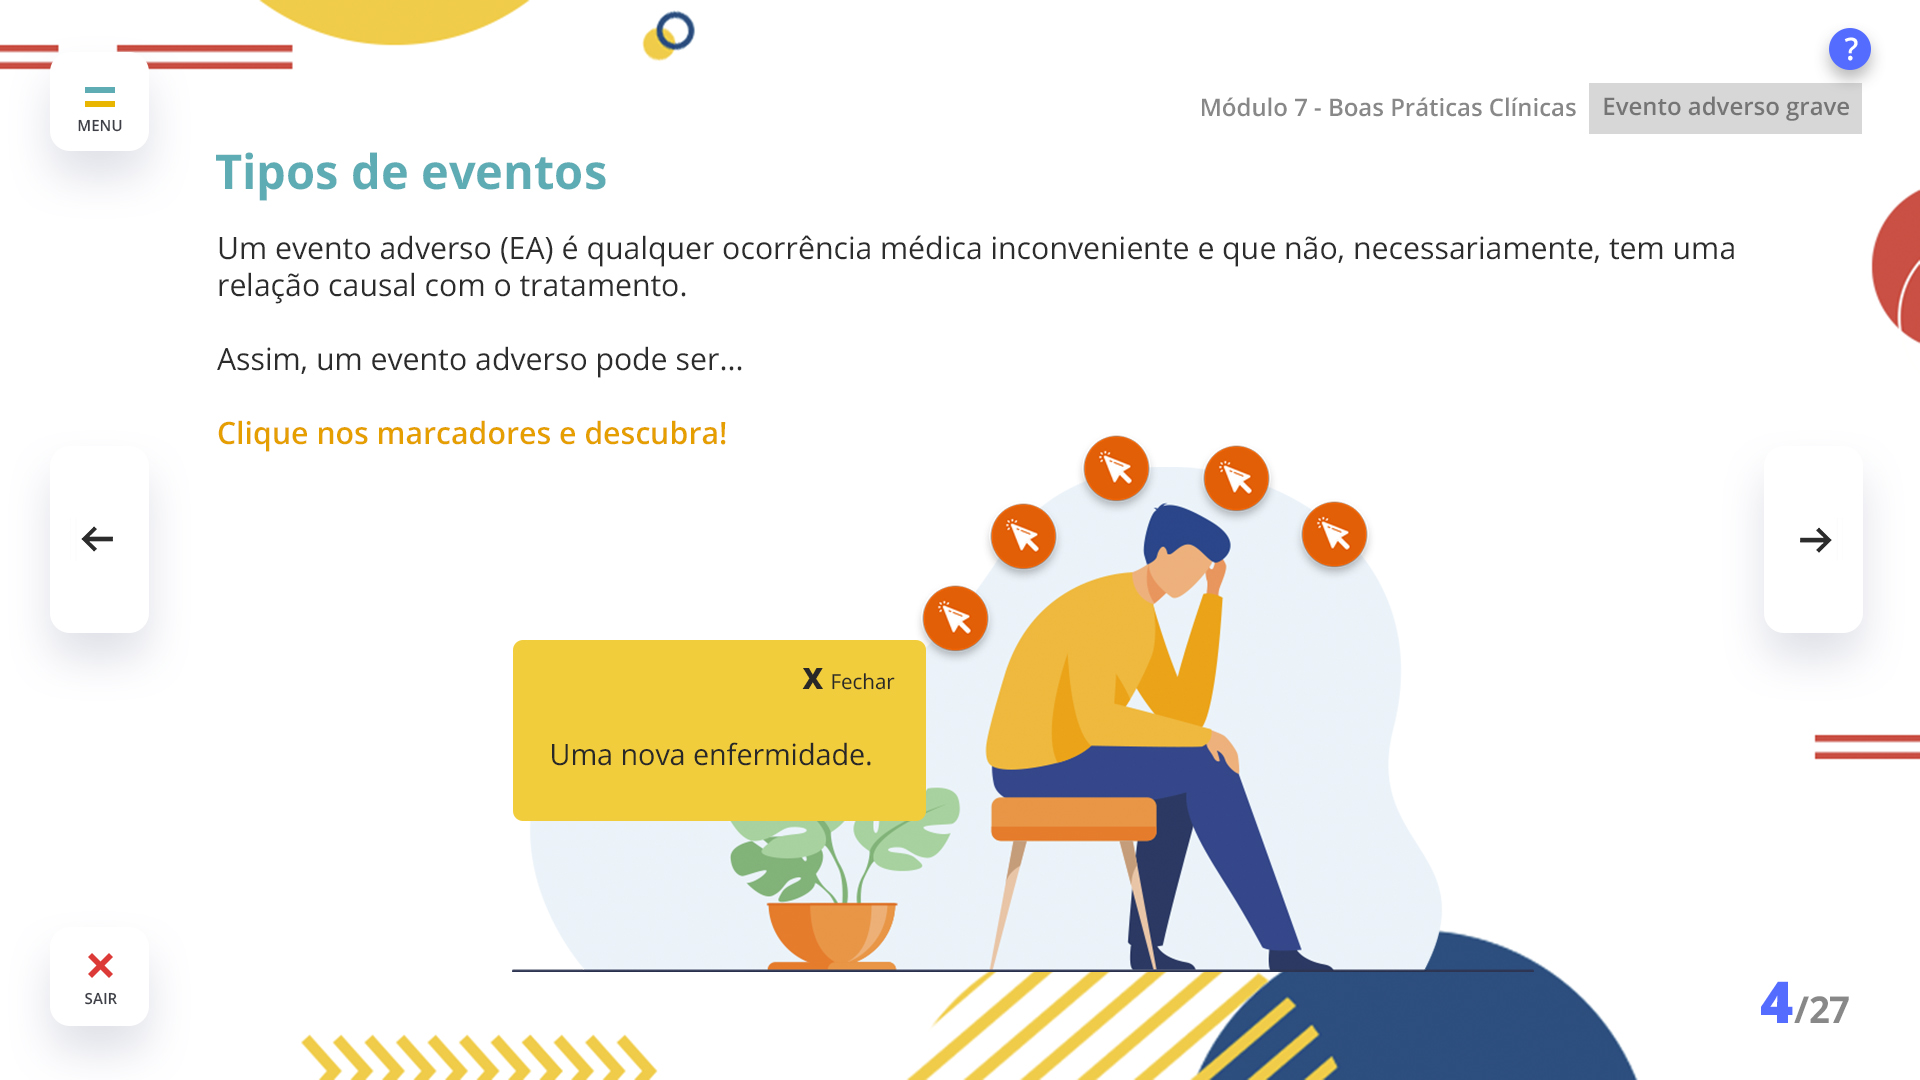 ?
MENU
Módulo 7 - Boas Práticas Clínicas
Evento adverso grave
Tipos de eventos
Um evento adverso (EA) é qualquer ocorrência médica inconveniente e que não, necessariamente, tem uma
relação causal com o tratamento.
Assim, um evento adverso pode ser...
Clique nos marcadores e descubra!
X Fechar
Uma nova enfermidade.
SAIR
4/27